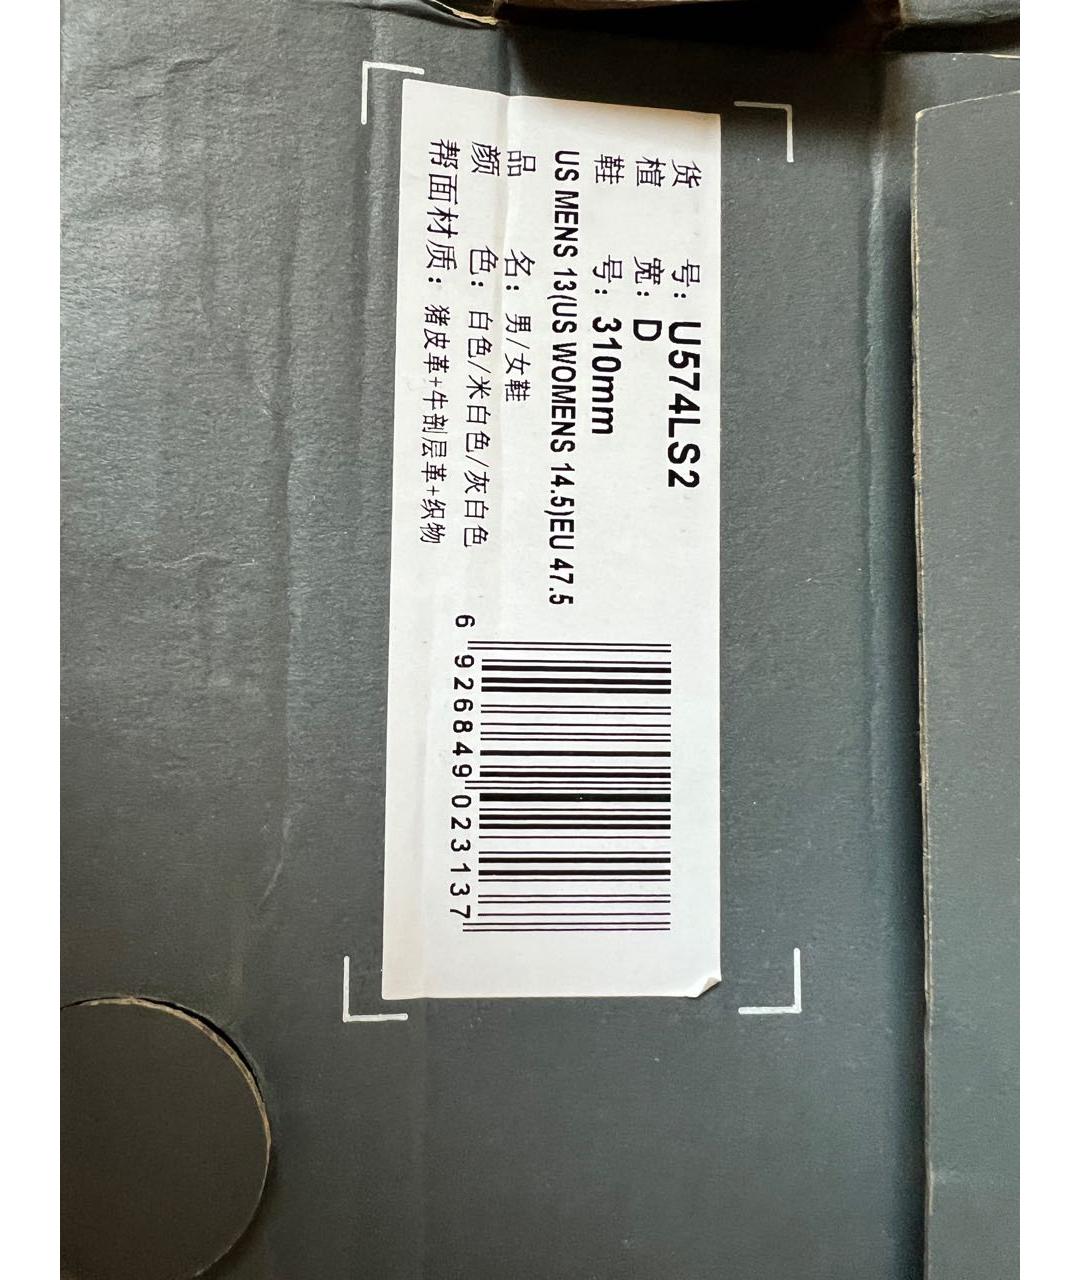 货 号: U574LS2
楦 宽: D
鞋 号: 310mm
US MENS 13(US WOMENS 14.5)EU 47.5
品 名: 男/女鞋
颜 色: 白色/米白色/灰白色
帮面材质: 猪皮革+牛剖层革+织物
6 926849 023137